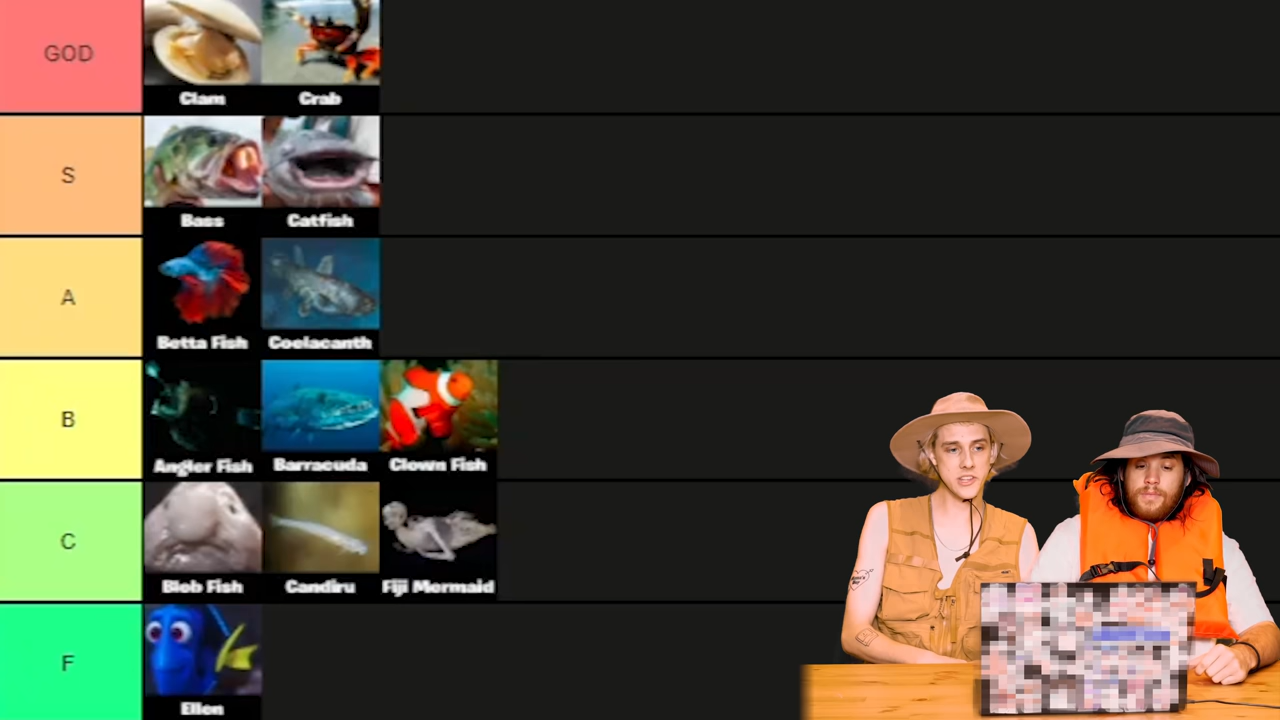 GOD
Clam Crab
S
Bass Catfish
A
Betta Fish Coelacanth
B
Angler Fish Barracuda Clown Fish
C
Blob Fish Candiru Fiji Mermaid
F
Ellen